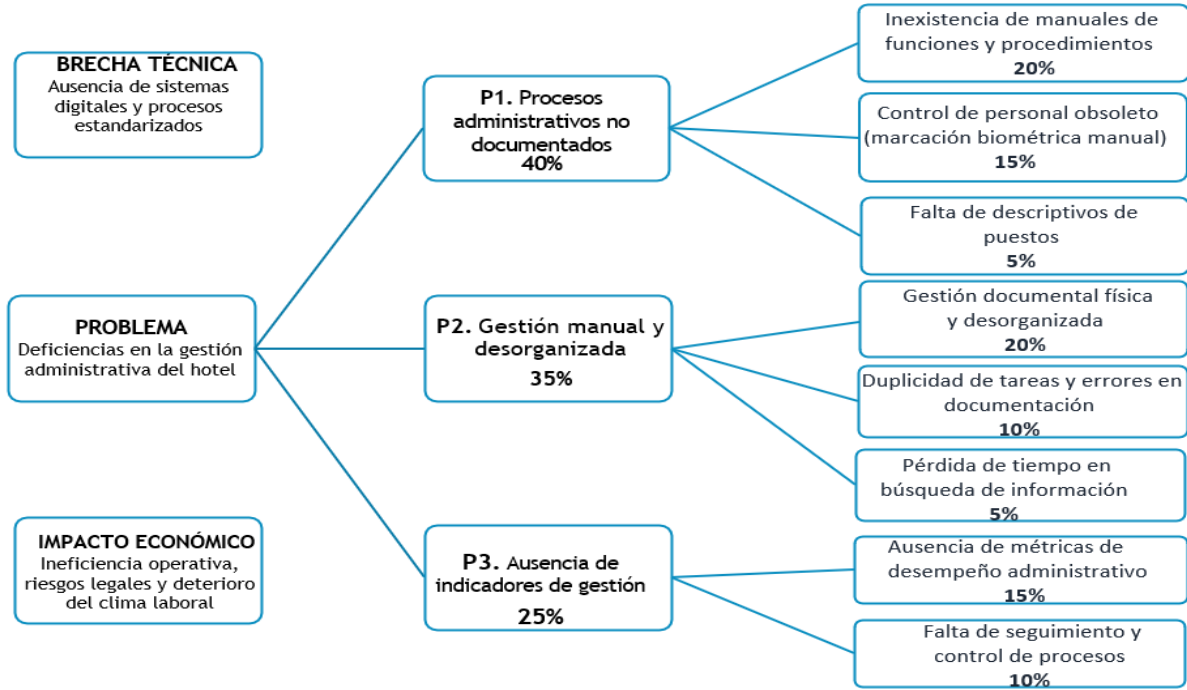 BRECHA TÉCNICA
Ausencia de sistemas
digitales y procesos
estandarizados
PROBLEMA
Deficiencias en la gestión
administrativa del hotel
IMPACTO ECONÓMICO
Ineficiencia operativa,
riesgos legales y deterioro
del clima laboral
P1. Procesos
administrativos no
documentados
40%
P2. Gestión manual y
desorganizada
35%
P3. Ausencia de
indicadores de gestión
25%
Inexistencia de manuales de
funciones y procedimientos
20%
Control de personal obsoleto
(marcación biométrica manual)
15%
Falta de descriptivos de
puestos
5%
Gestión documental física
y desorganizada
20%
Duplicidad de tareas y errores en
documentación
10%
Pérdida de tiempo en
búsqueda de información
5%
Ausencia de métricas de
desempeño administrativo
15%
Falta de seguimiento y
control de procesos
10%